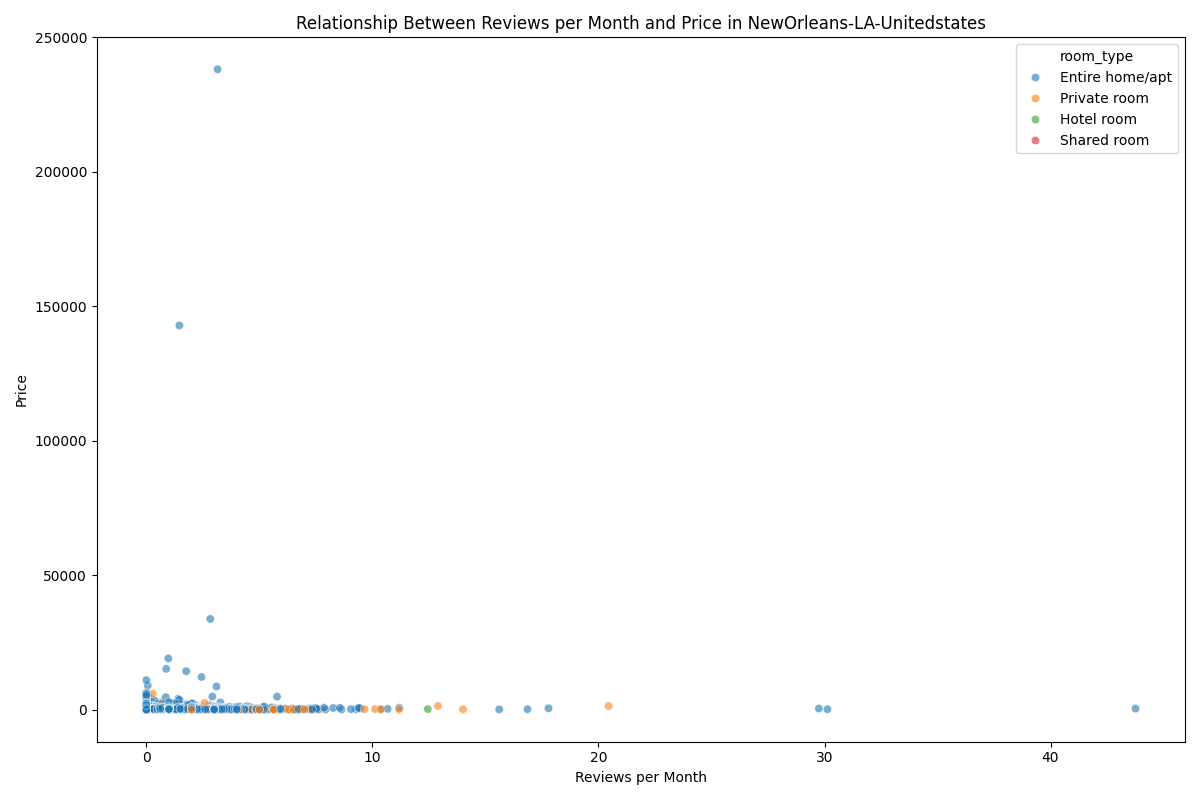 Relationship Between Reviews per Month and Price in NewOrleans-LA-Unitedstates
250000
200000
150000
100000
50000
0
Price
room_type
Entire home/apt
Private room
Hotel room
Shared room
0 10 20 30 40
Reviews per Month